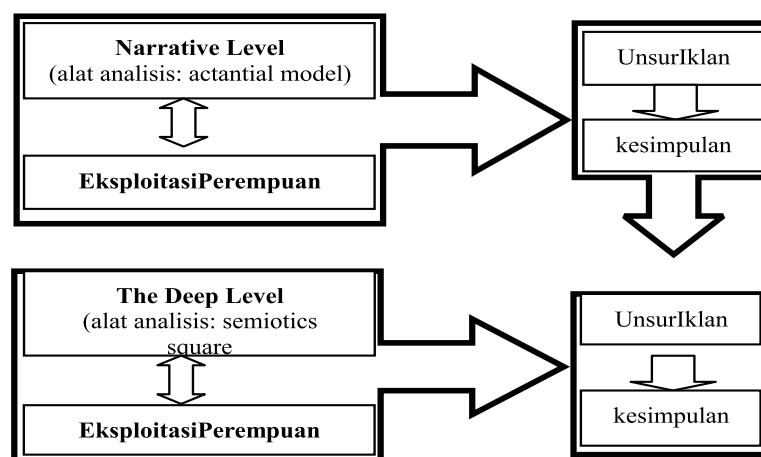 Narrative Level
(alat analisis: actantial model)
EksploitasiPerempuan
UnsurIklan
kesimpulan
The Deep Level
(alat analisis: semiotics
square
EksploitasiPerempuan
UnsurIklan
kesimpulan